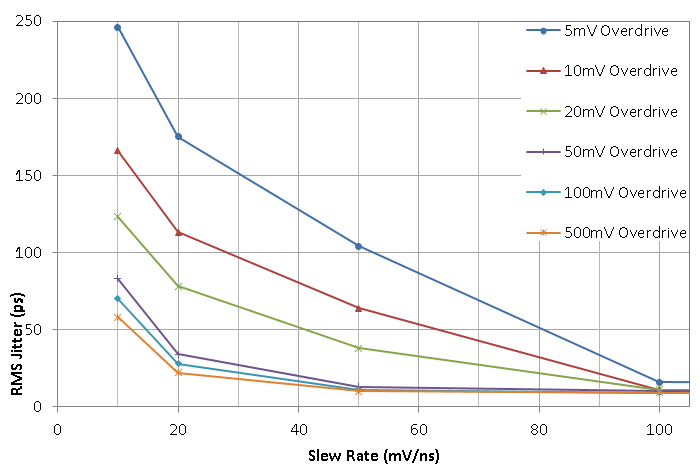 250
200
150
100
50
0
RMS Jitter (ps)
0
20
40
60
80
100
Slew Rate (mV/ns)
5mV Overdrive
10mV Overdrive
20mV Overdrive
50mV Overdrive
100mV Overdrive
500mV Overdrive